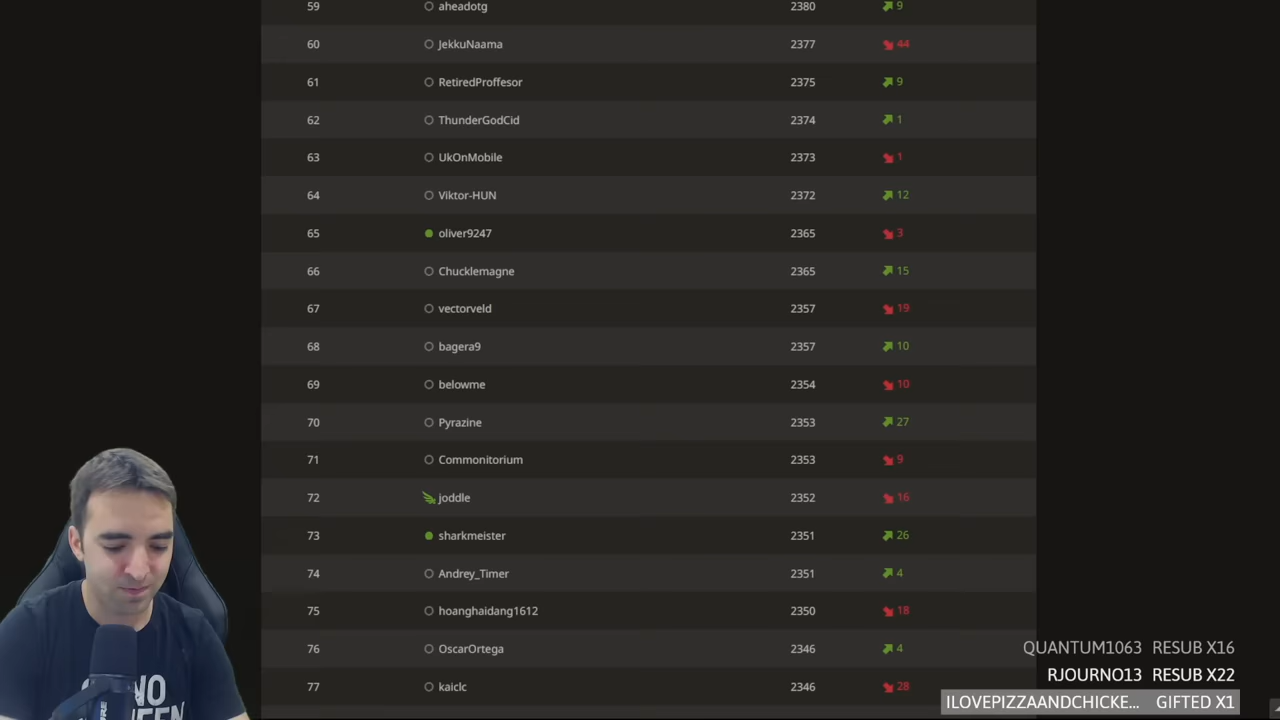 59 aheadotg 2380 9
60 JekkuNaama 2377 44
61 RetiredProffesor 2375 9
62 ThunderGodCid 2374 1
63 UkOnMobile 2373 1
64 Viktor-HUN 2372 12
65 oliver9247 2365 3
66 Chucklemagne 2365 15
67 vectorveld 2357 19
68 bagera9 2357 10
69 belowme 2354 10
70 Pyrazine 2353 27
71 Commonitorium 2353 9
72 joddle 2352 16
73 sharkmeister 2351 26
74 Andrey_Timer 2351 4
75 hoanghaidang1612 2350 18
76 OscarOrtega 2346 4
77 kaiclc 2346 28
QUANTUM1063 RESUB X16
RJOURNO13 RESUB X22
ILOVEPIZZAANDCHICKE... GIFTED X1
NO